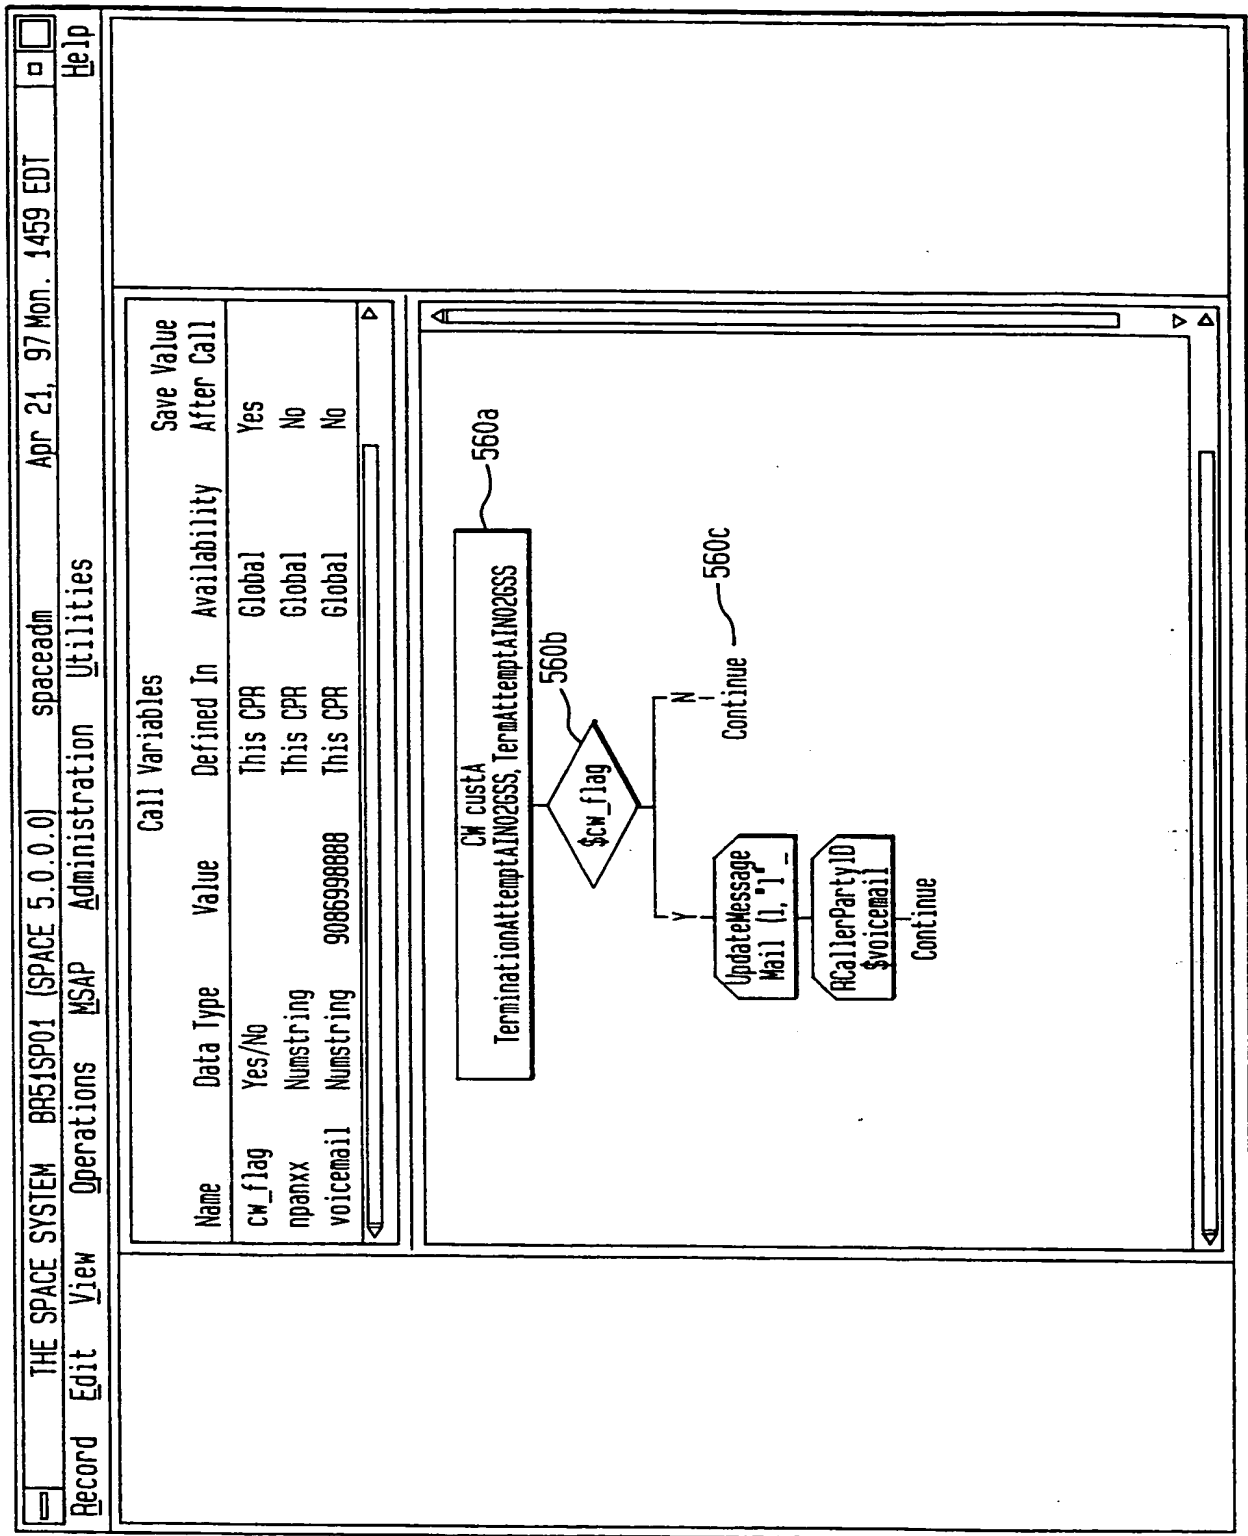 THE SPACE SYSTEM BR51SP01 (SPACE 5.0.0.0) spaceadm Apr 21, 97 Mon. 1459 EDT
Record Edit View Operations MSAP Administration Utilities Help
Call Variables
Name Data Type Value Defined In Availability Save Value After Call
cw_flag Yes/No This CPR Global Yes
npanxx Numstring This CPR Global No
voicemail Numstring 9086998888 This CPR Global No
560a
CW custA
TerminationAttemptAIN02GSS, TermAttemptAIN02GSS
560b
$cw_flag
560c
Y N
Continue
UpdateMessage
Mail (1, "1" _
RCallerPartyID
$voicemail
Continue